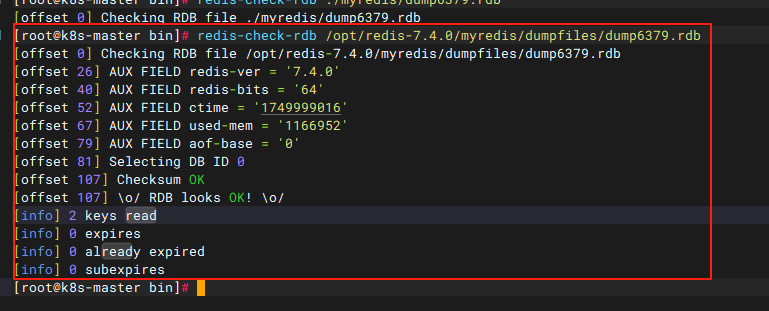 [root@k8s-master bin]# redis-check-rdb ./myredis/dump6379.rdb
[offset 0] Checking RDB file ./myredis/dump6379.rdb
[root@k8s-master bin]# redis-check-rdb /opt/redis-7.4.0/myredis/dumpfiles/dump6379.rdb
[offset 0] Checking RDB file /opt/redis-7.4.0/myredis/dumpfiles/dump6379.rdb
[offset 26] AUX FIELD redis-ver = '7.4.0'
[offset 40] AUX FIELD redis-bits = '64'
[offset 52] AUX FIELD ctime = '1749999016'
[offset 67] AUX FIELD used-mem = '1166952'
[offset 79] AUX FIELD aof-base = '0'
[offset 81] Selecting DB ID 0
[offset 107] Checksum OK
[offset 107] \o/ RDB looks OK! \o/
[info] 2 keys read
[info] 0 expires
[info] 0 already expired
[info] 0 subexpires
[root@k8s-master bin]#